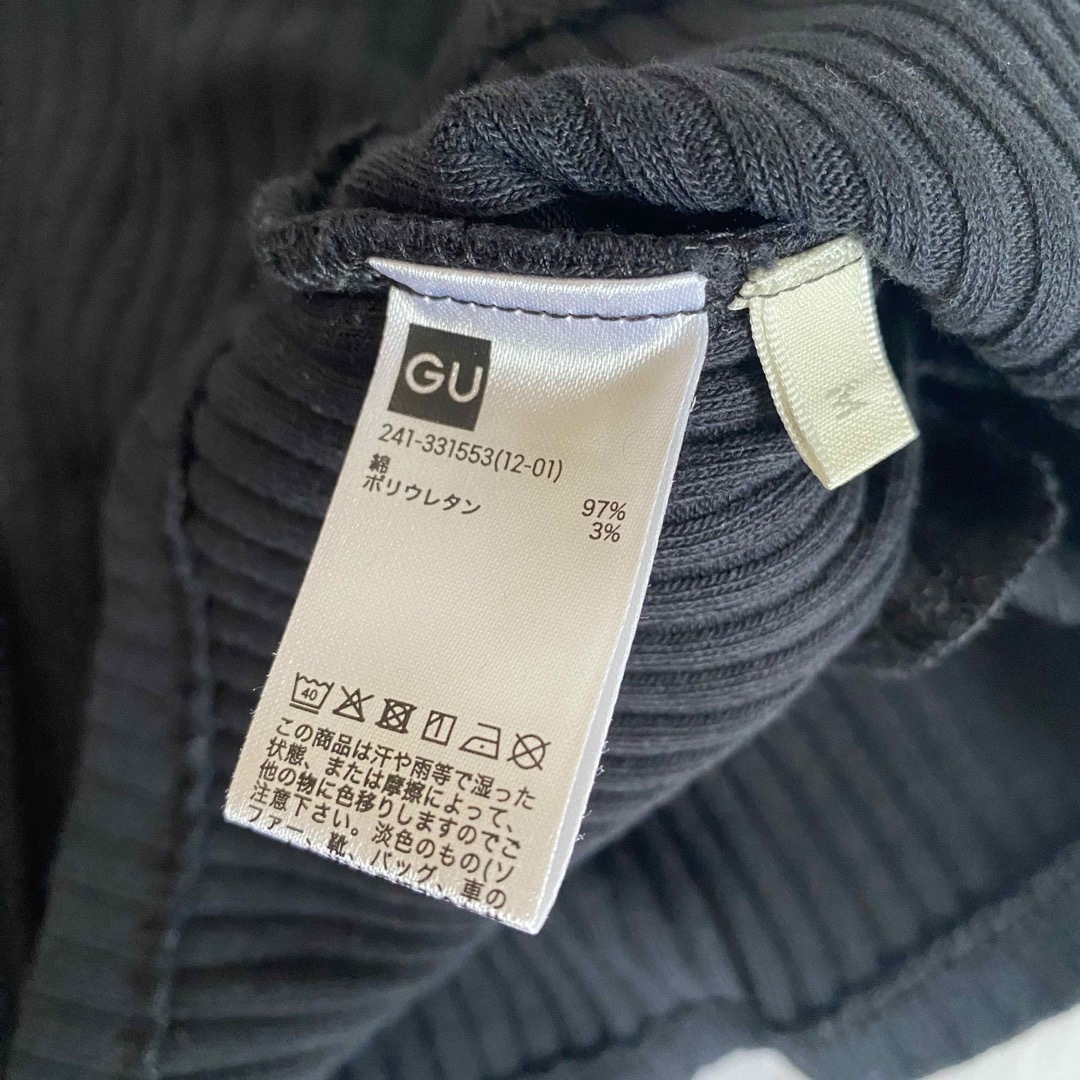 GU
241-331553(12-01)
綿 97%
ポリウレタン 3%
40
この商品は汗や雨等で湿った
状態、または摩擦によって、
他の物に色移りしますのでご
注意下さい。淡色のもの(ソ
ファー、靴、バッグ、車の
M